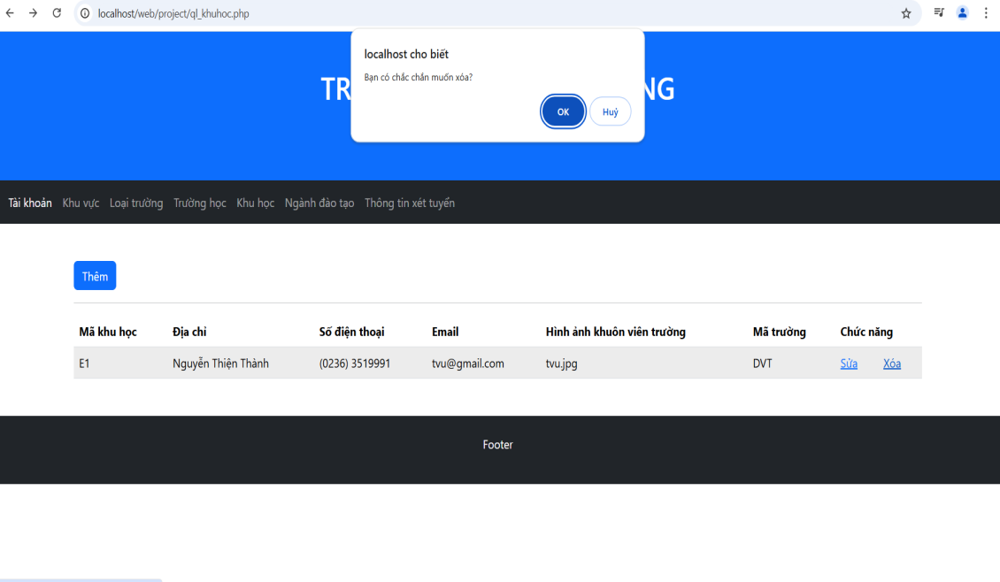 localhost/web/project/ql_khuhoc.php
localhost cho biết
Bạn có chắc chắn muốn xóa?
OK Huỷ
TR NG
Tài khoản Khu vực Loại trường Trường học Khu học Ngành đào tạo Thông tin xét tuyển
Thêm
Mã khu học Địa chỉ Số điện thoại Email Hình ảnh khuôn viên trường Mã trường Chức năng
E1 Nguyễn Thiện Thành (0236) 3519991 tvu@gmail.com tvu.jpg DVT Sửa Xóa
Footer